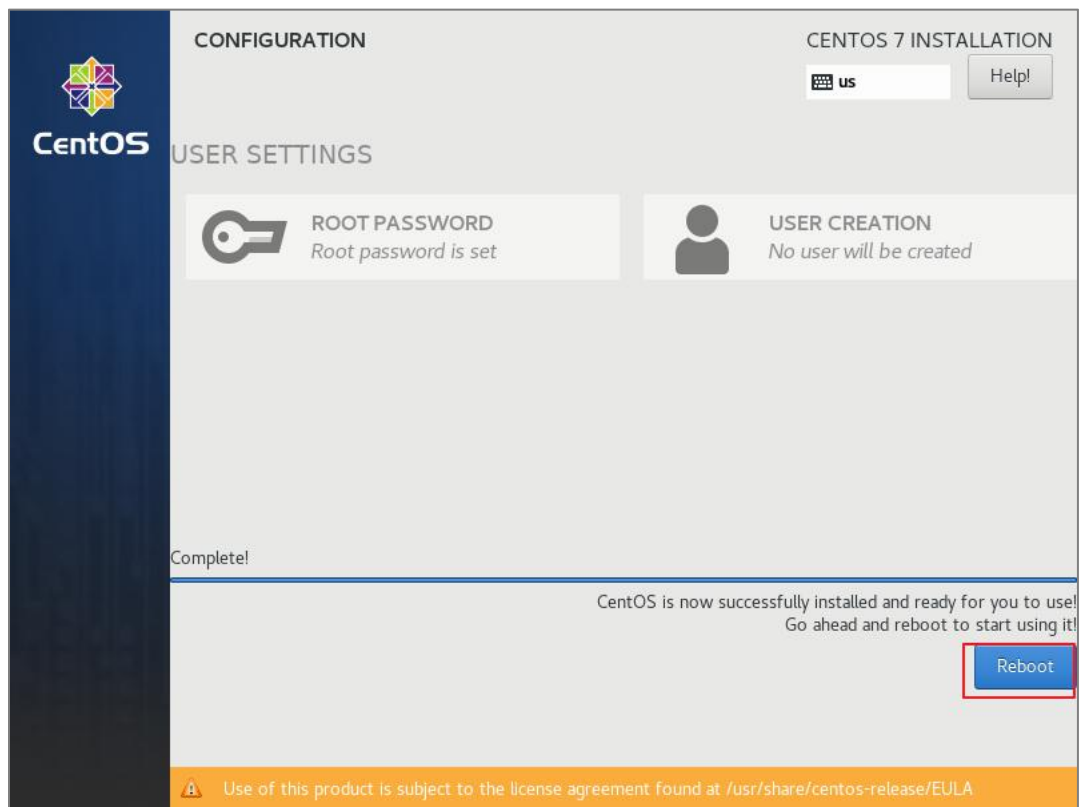 CONFIGURATION
CENTOS 7 INSTALLATION
us
Help!
CentOS
USER SETTINGS
ROOT PASSWORD
Root password is set
USER CREATION
No user will be created
Complete!
CentOS is now successfully installed and ready for you to use!
Go ahead and reboot to start using it!
Reboot
Use of this product is subject to the license agreement found at /usr/share/centos-release/EULA